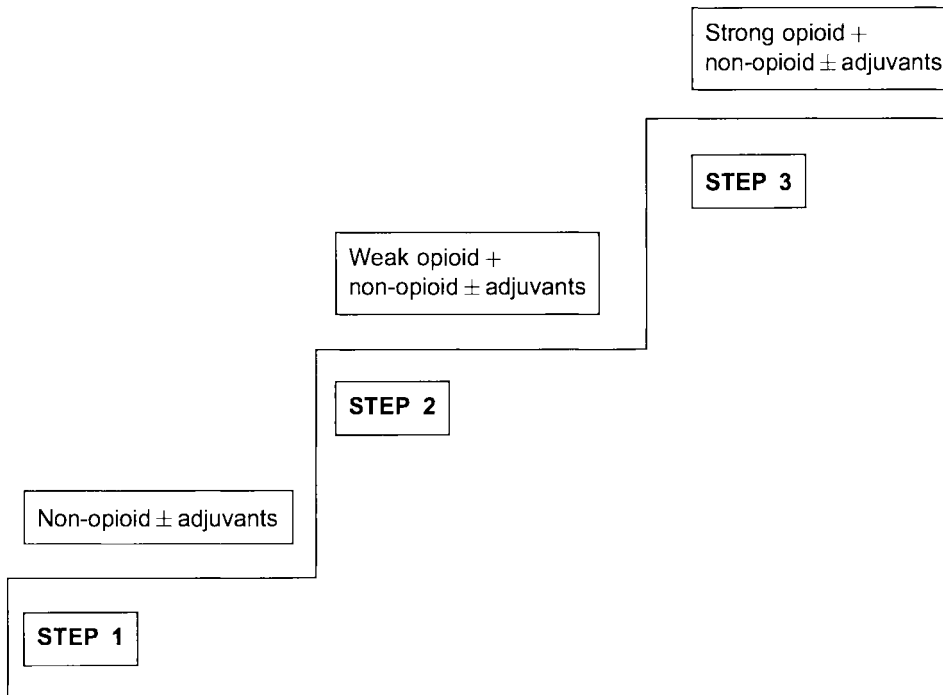 Strong opioid +
non-opioid ± adjuvants
STEP 3
Weak opioid +
non-opioid ± adjuvants
STEP 2
Non-opioid ± adjuvants
STEP 1